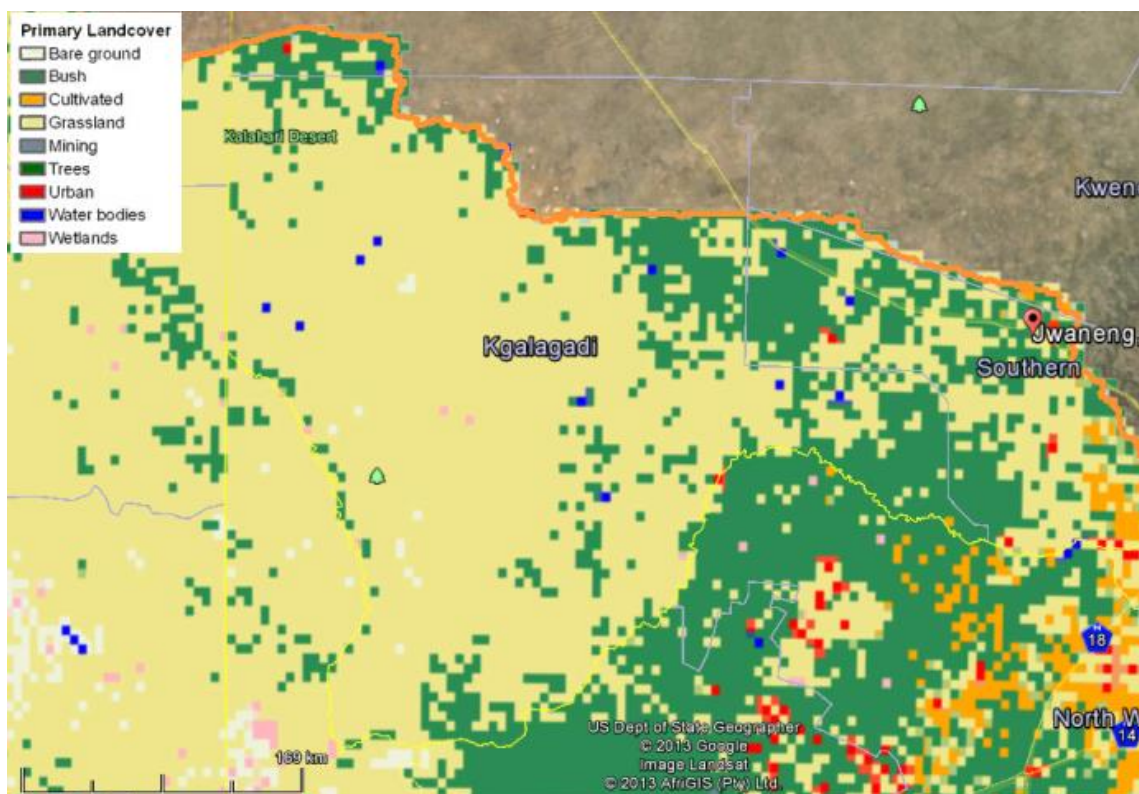 Primary Landcover
Bare ground
Bush
Cultivated
Grassland
Mining
Trees
Urban
Water bodies
Wetlands
Kalahari Desert
Kwen
Kgalagadi
Jwaneng,
Southern
N
18
North W
14
US Dept of State Geographer
© 2013 Google
Image Landsat
© 2013 AfriGIS (Pty) Ltd.
169 km